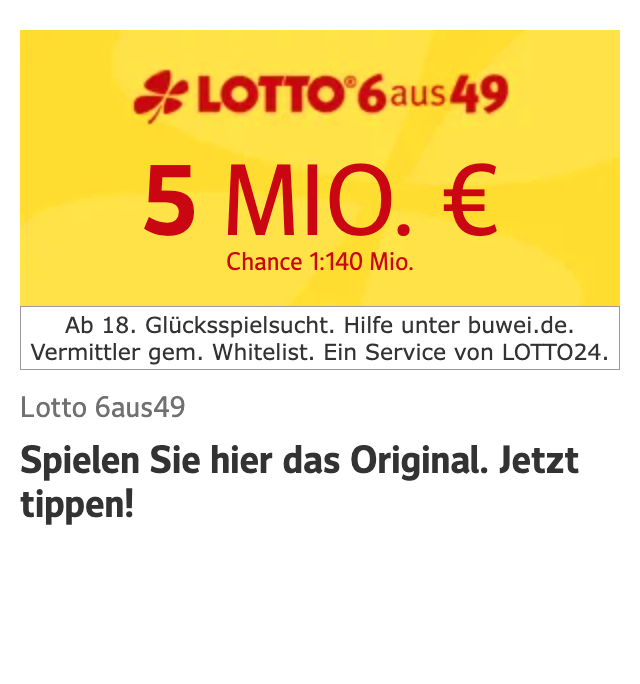 LOTTO® 6aus49
5 MIO. €
Chance 1:140 Mio.
Ab 18. Glücksspielsucht. Hilfe unter buwei.de.
Vermittler gem. Whitelist. Ein Service von LOTTO24.
Lotto 6aus49
Spielen Sie hier das Original. Jetzt
tippen!